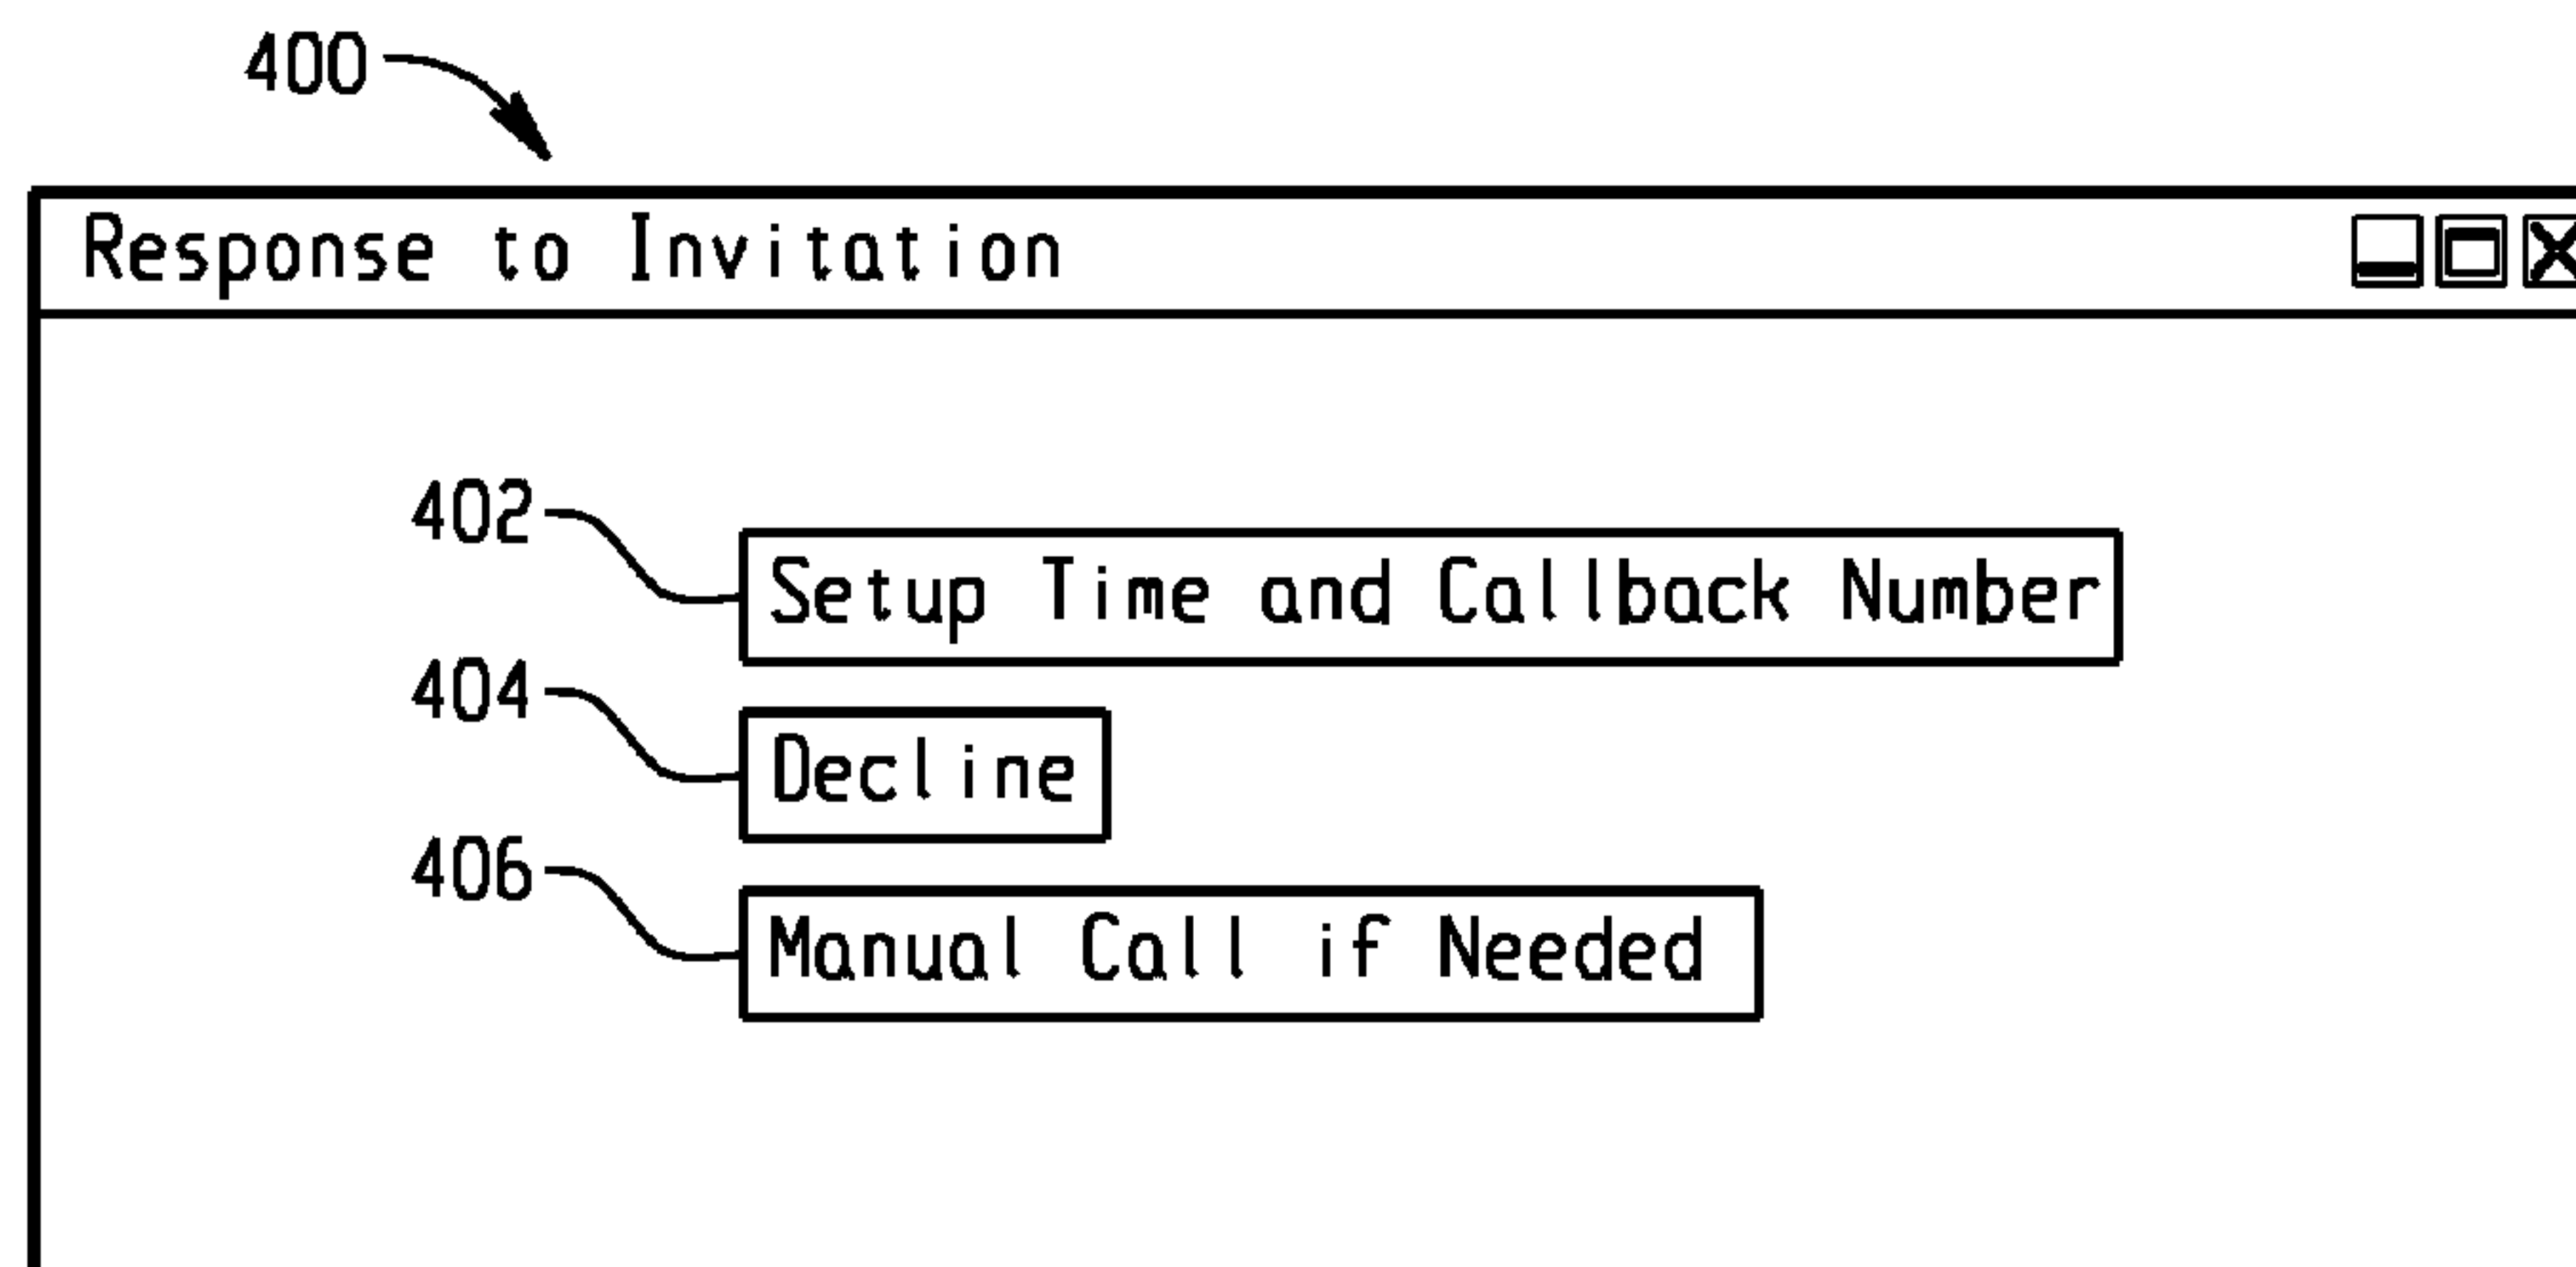 400
Response to Invitation
402
Setup Time and Callback Number
404
Decline
406
Manual Call if Needed